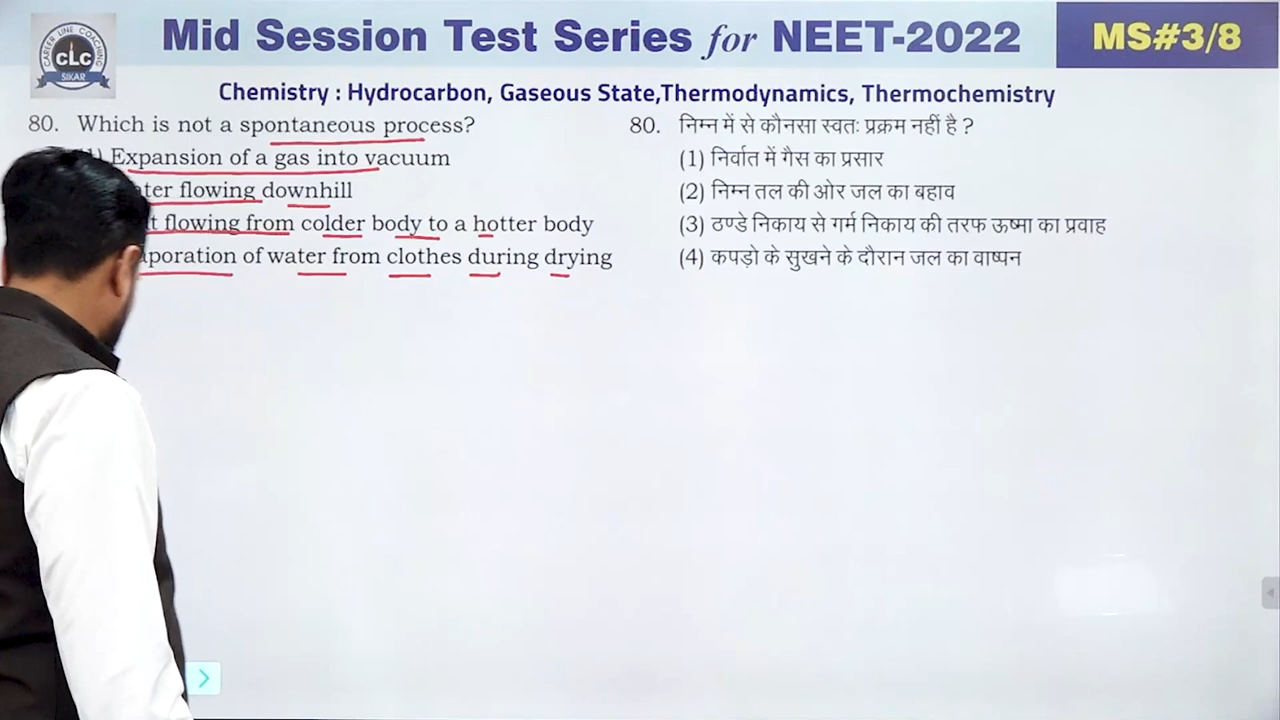 CAREER LINE COACHING
CLC
SIKAR
Mid Session Test Series for NEET-2022
MS#3/8
Chemistry : Hydrocarbon, Gaseous State,Thermodynamics, Thermochemistry
80. Which is not a spontaneous process?
Expansion of a gas into vacuum
flowing downhill
flowing from colder body to a hotter body
of water from clothes during drying
80. निम्न में से कौनसा स्वतः प्रक्रम नहीं है ?
(1) निर्वात में गैस का प्रसार
(2) निम्न तल की ओर जल का बहाव
(3) ठण्डे निकाय से गर्म निकाय की तरफ ऊष्मा का प्रवाह
(4) कपड़ो के सुखने के दौरान जल का वाष्पन